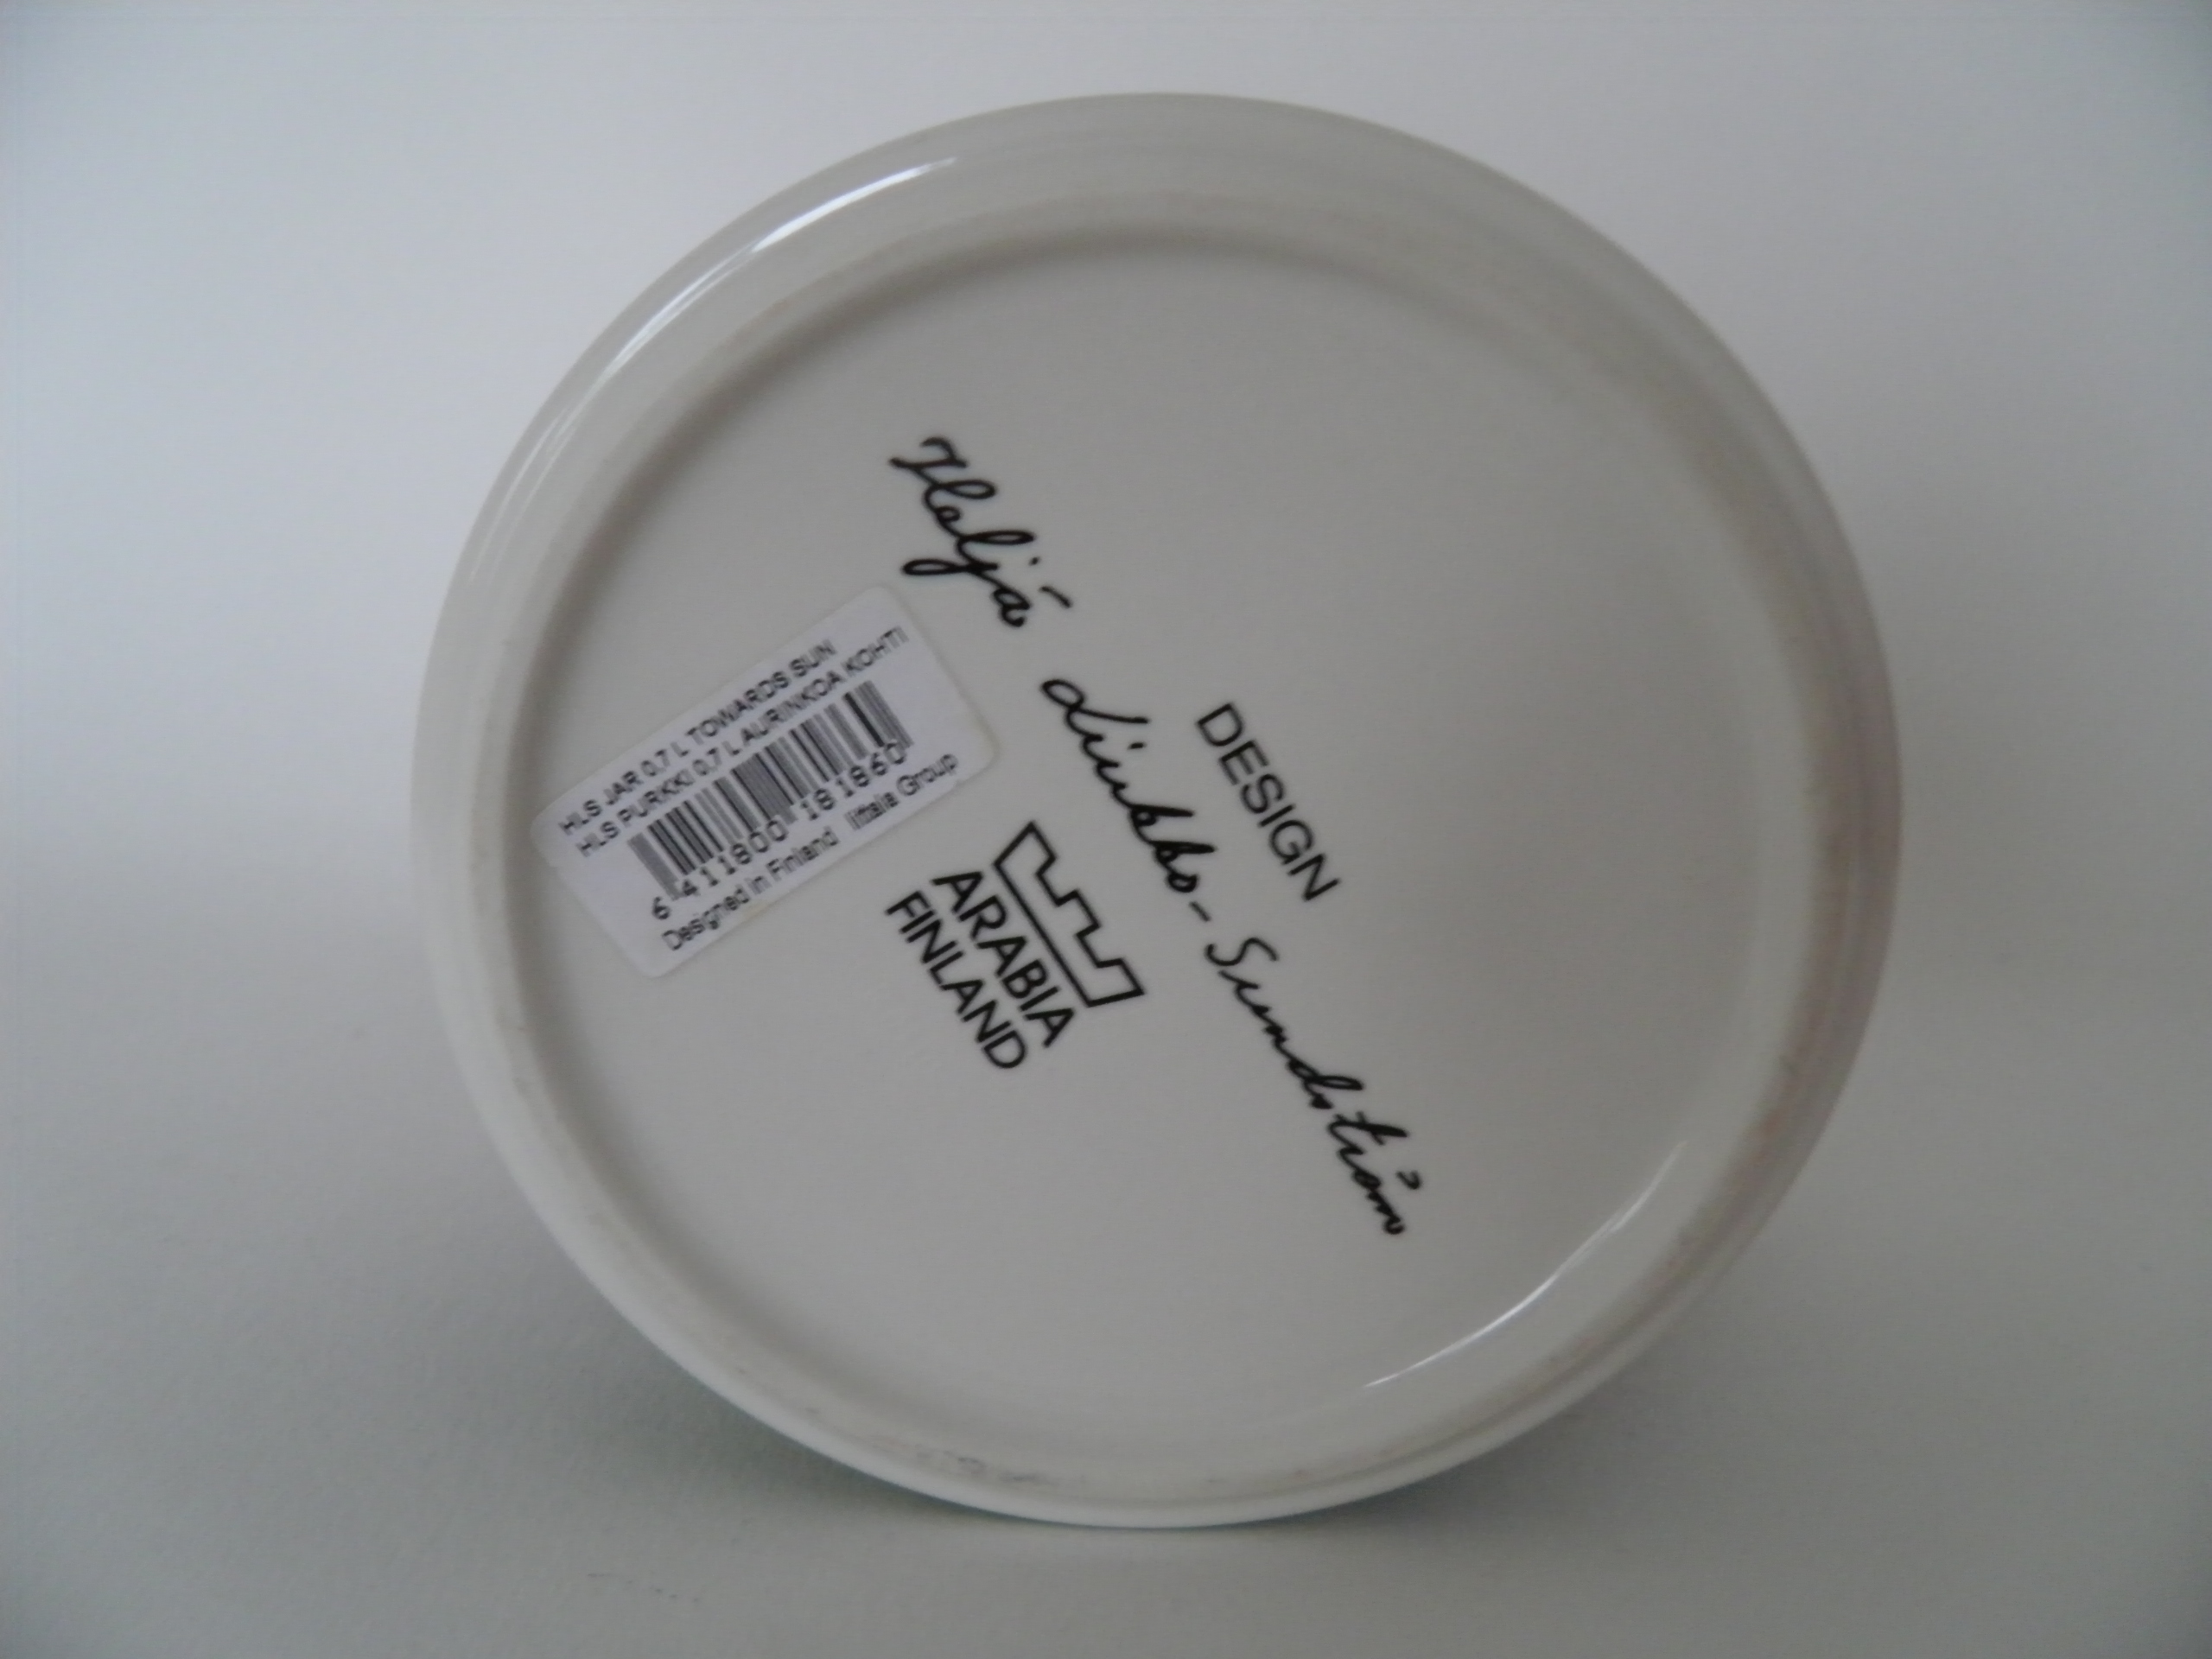 DESIGN
Heljä Liukko-Sundström
ARABIA
FINLAND
HLS JAR 0,7 L TOWARDS SUN
HLS PURKKI 0,7 L AURINKOA KOHTI
6 411800 181860
Designed in Finland Iittala Group